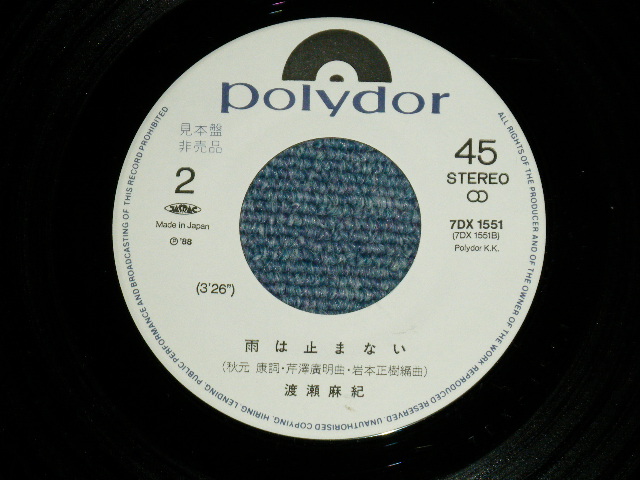 polydor
見本盤
非売品
2
JASRAC
Made in Japan
Ⓟ'88
(3'26")
45
STEREO
7DX 1551
(7DX 1551B)
Polydor K.K.
雨は止まない
(秋元 康詞・芹澤廣明曲・岩本正樹編曲)
渡瀬麻紀
ALL RIGHTS OF THE PRODUCER AND OF THE OWNER OF THE WORK REPRODUCED RESERVED. UNAUTHORISED COPYING, HIRING, LENDING, PUBLIC PERFORMANCE AND BROADCASTING OF THIS RECORD PROHIBITED